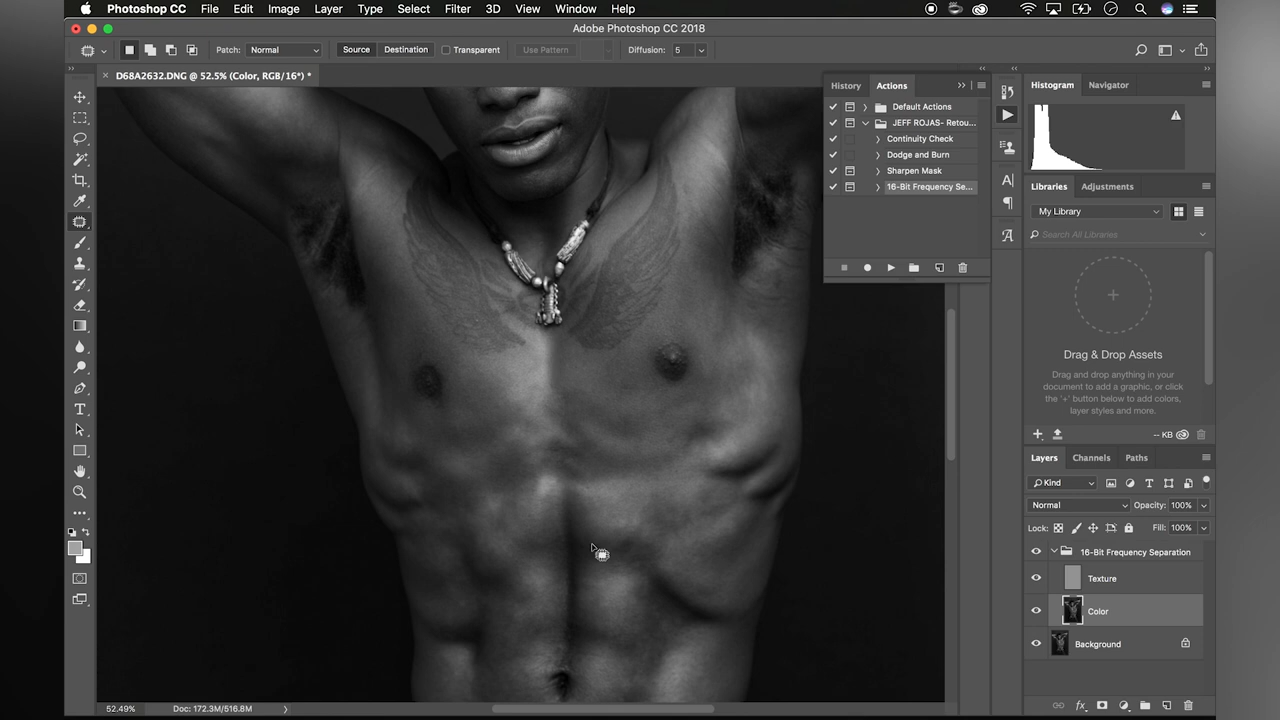 Photoshop CC File Edit Image Layer Type Select Filter 3D View Window Help
Adobe Photoshop CC 2018
Patch: Normal Source Destination Transparent Use Pattern Diffusion: 5
D68A2632.DNG @ 52.5% (Color, RGB/16*) *
History Actions
Default Actions
JEFF ROJAS- Retou...
Continuity Check
Dodge and Burn
Sharpen Mask
16-Bit Frequency Se...
Histogram Navigator
Libraries Adjustments
My Library
Search All Libraries
Drag & Drop Assets
Drag and drop anything in your
document to add a graphic, or click
the '+' button below to add colors,
layer styles and more.
-- KB
Layers Channels Paths
Kind
Normal Opacity: 100%
Lock: Fill: 100%
16-Bit Frequency Separation
Texture
Color
Background
52.49% Doc: 172.3M/516.8M